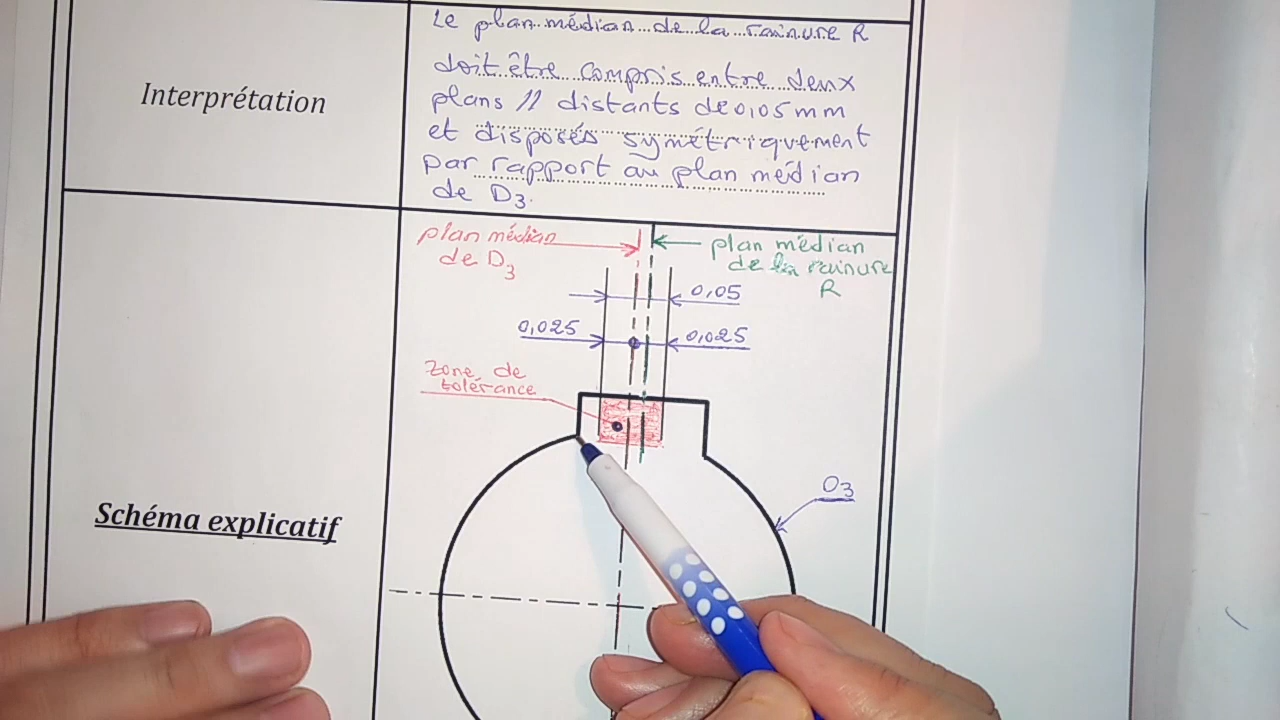 Le plan médian de la rainure R
Interprétation
doit être compris entre deux
plans // distants de 0,05 mm
et disposés symétriquement
par rapport au plan médian
de D3.
plan médian
de D3
plan médian
de la rainure
R
0,05
0,025
0,025
Zone de
tolérance
O3
Schéma explicatif